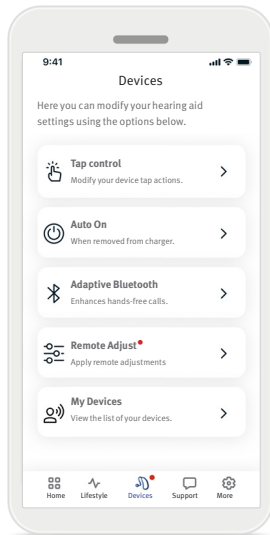 9:41
Devices
Here you can modify your hearing aid
settings using the options below.
Tap control
Modify your device tap actions.
Auto On
When removed from charger.
Adaptive Bluetooth
Enhances hands-free calls.
Remote Adjust
Apply remote adjustments
My Devices
View the list of your devices.
Home Lifestyle Devices Support More